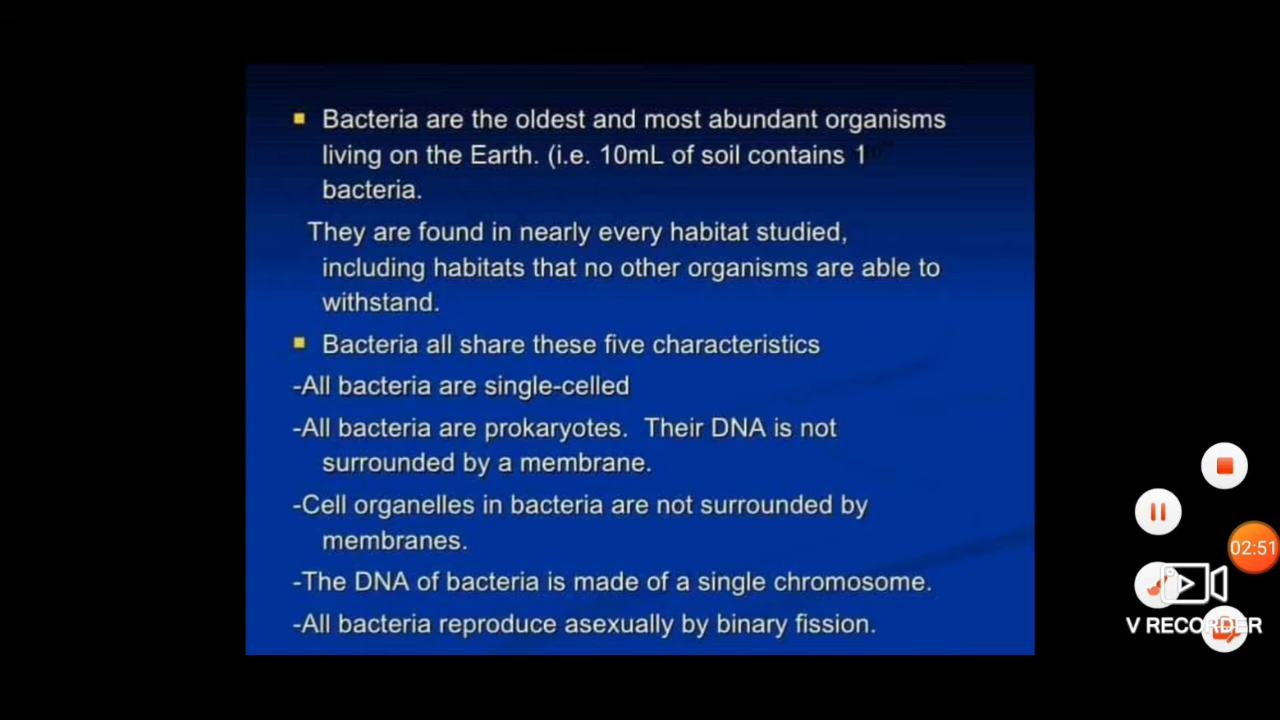 Bacteria are the oldest and most abundant organisms
living on the Earth. (i.e. 10mL of soil contains 1
bacteria.
They are found in nearly every habitat studied,
including habitats that no other organisms are able to
withstand.
Bacteria all share these five characteristics
-All bacteria are single-celled
-All bacteria are prokaryotes. Their DNA is not
surrounded by a membrane.
-Cell organelles in bacteria are not surrounded by
membranes.
-The DNA of bacteria is made of a single chromosome.
-All bacteria reproduce asexually by binary fission.
02:51
V RECORDER